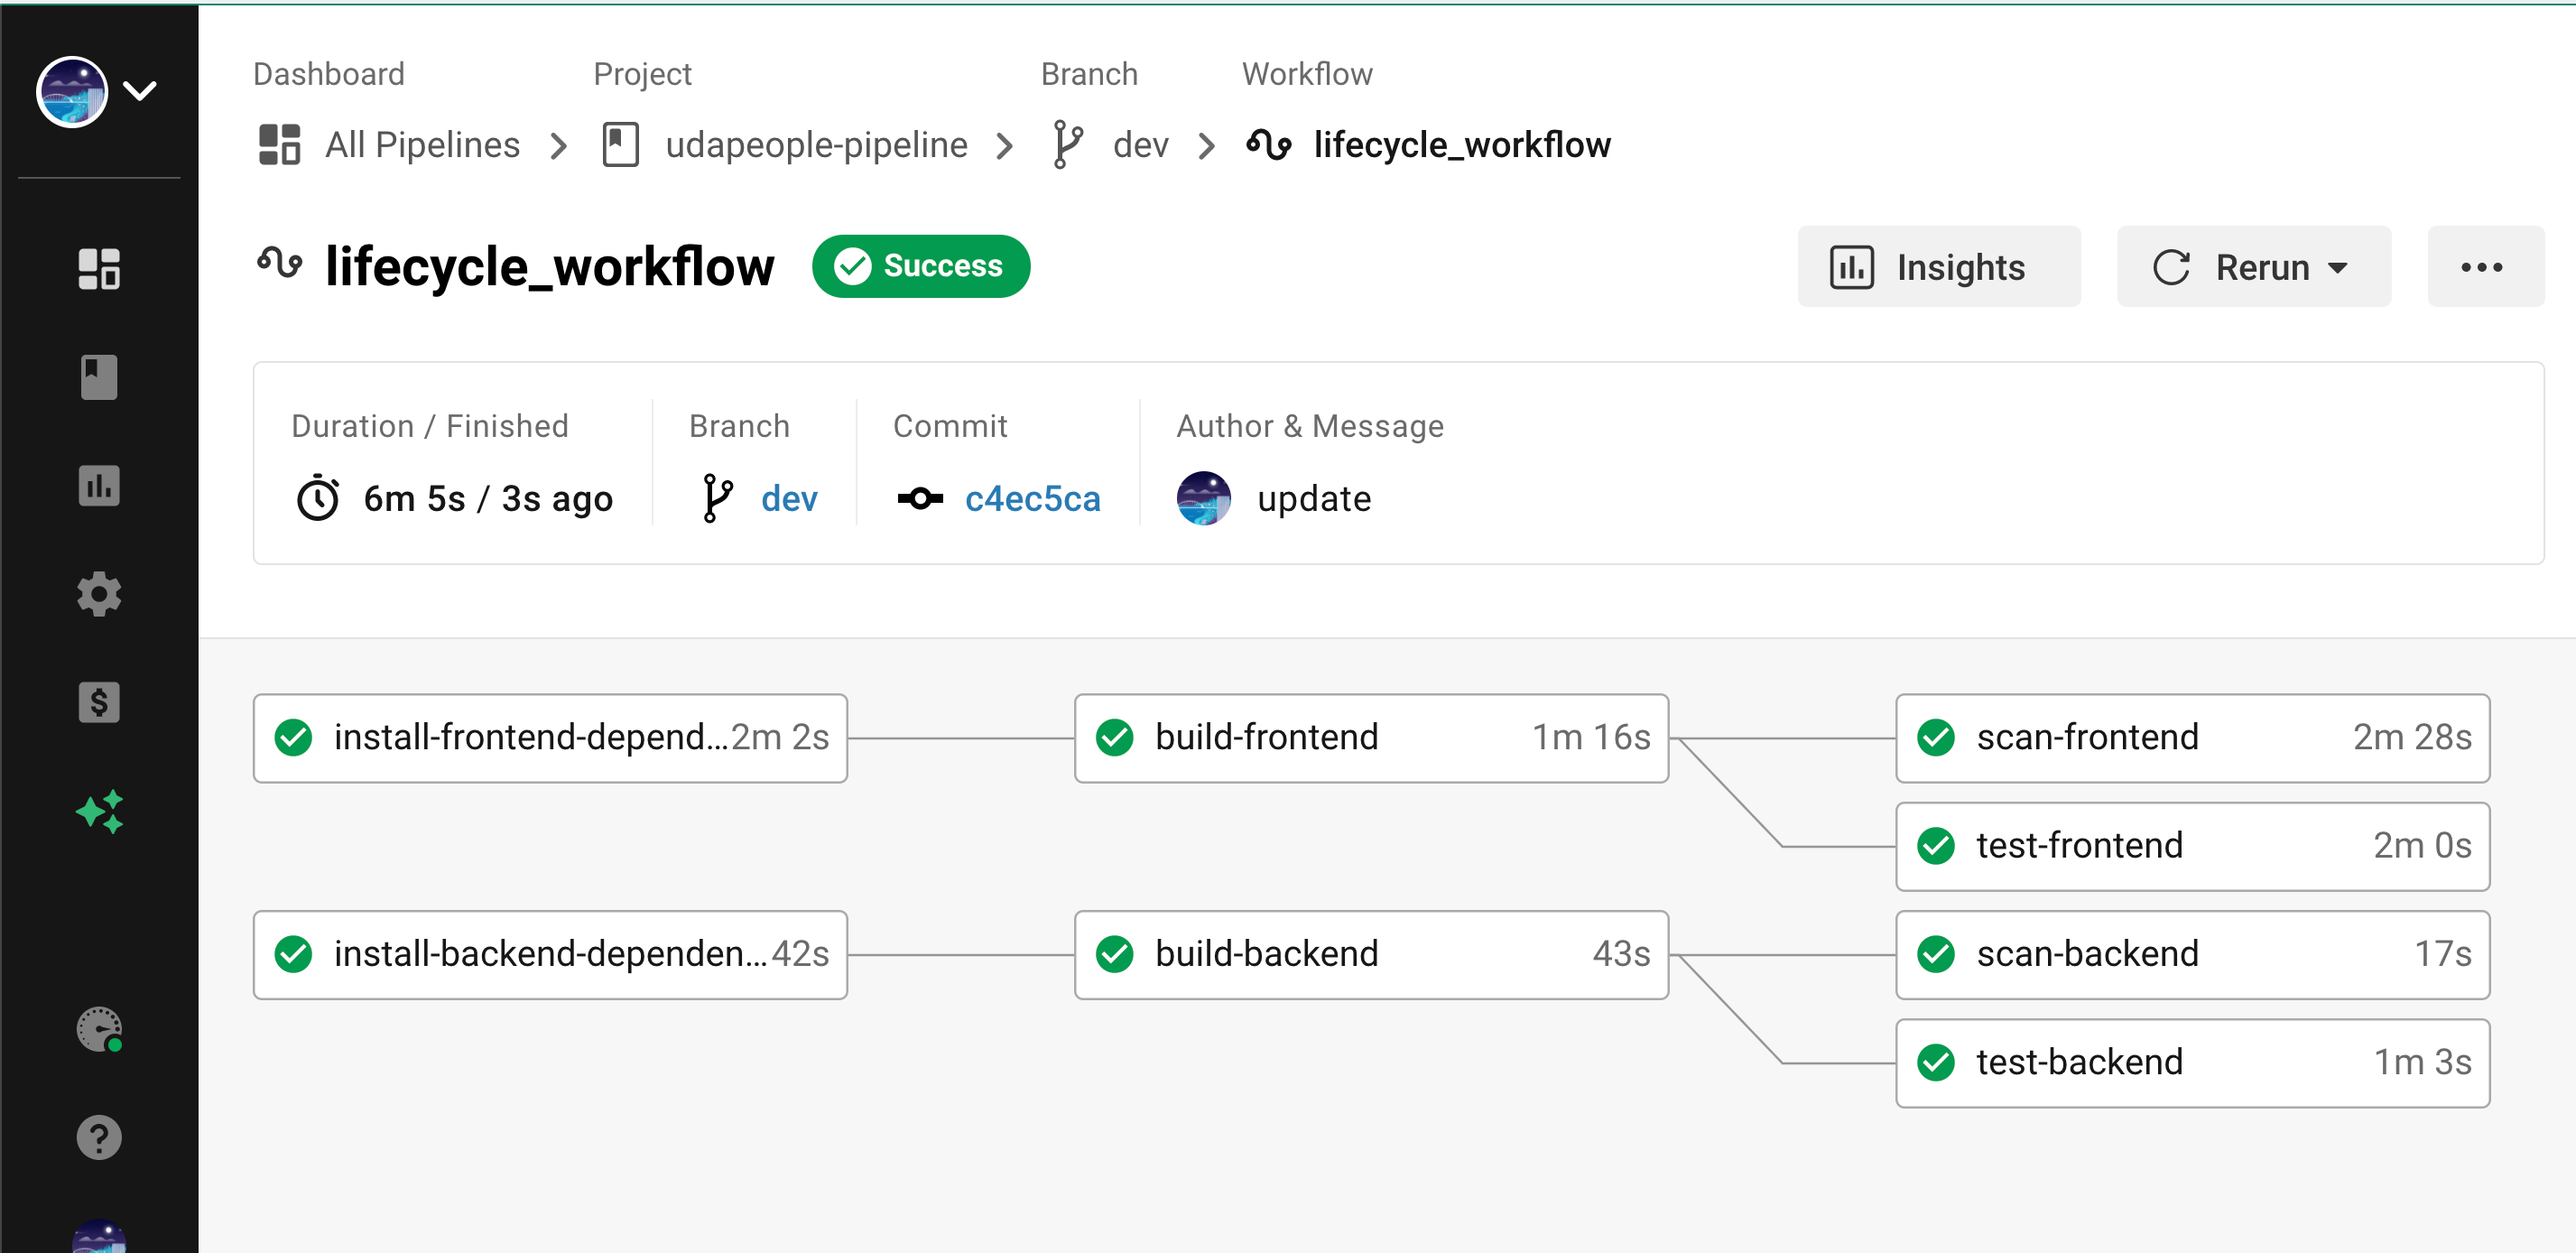 Dashboard Project Branch Workflow
All Pipelines udapeople-pipeline dev lifecycle_workflow
lifecycle_workflow Success Insights Rerun
Duration / Finished Branch Commit Author & Message
6m 5s / 3s ago dev c4ec5ca update
install-frontend-depend...2m 2s build-frontend 1m 16s scan-frontend 2m 28s
test-frontend 2m 0s
install-backend-dependen...42s build-backend 43s scan-backend 17s
test-backend 1m 3s